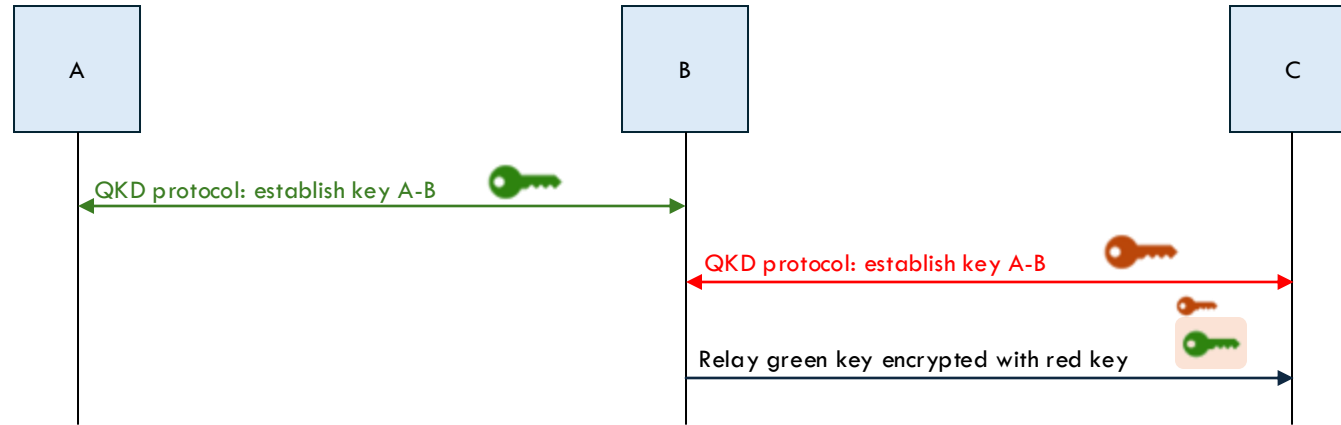 A
B
C
QKD protocol: establish key A-B
QKD protocol: establish key A-B
Relay green key encrypted with red key